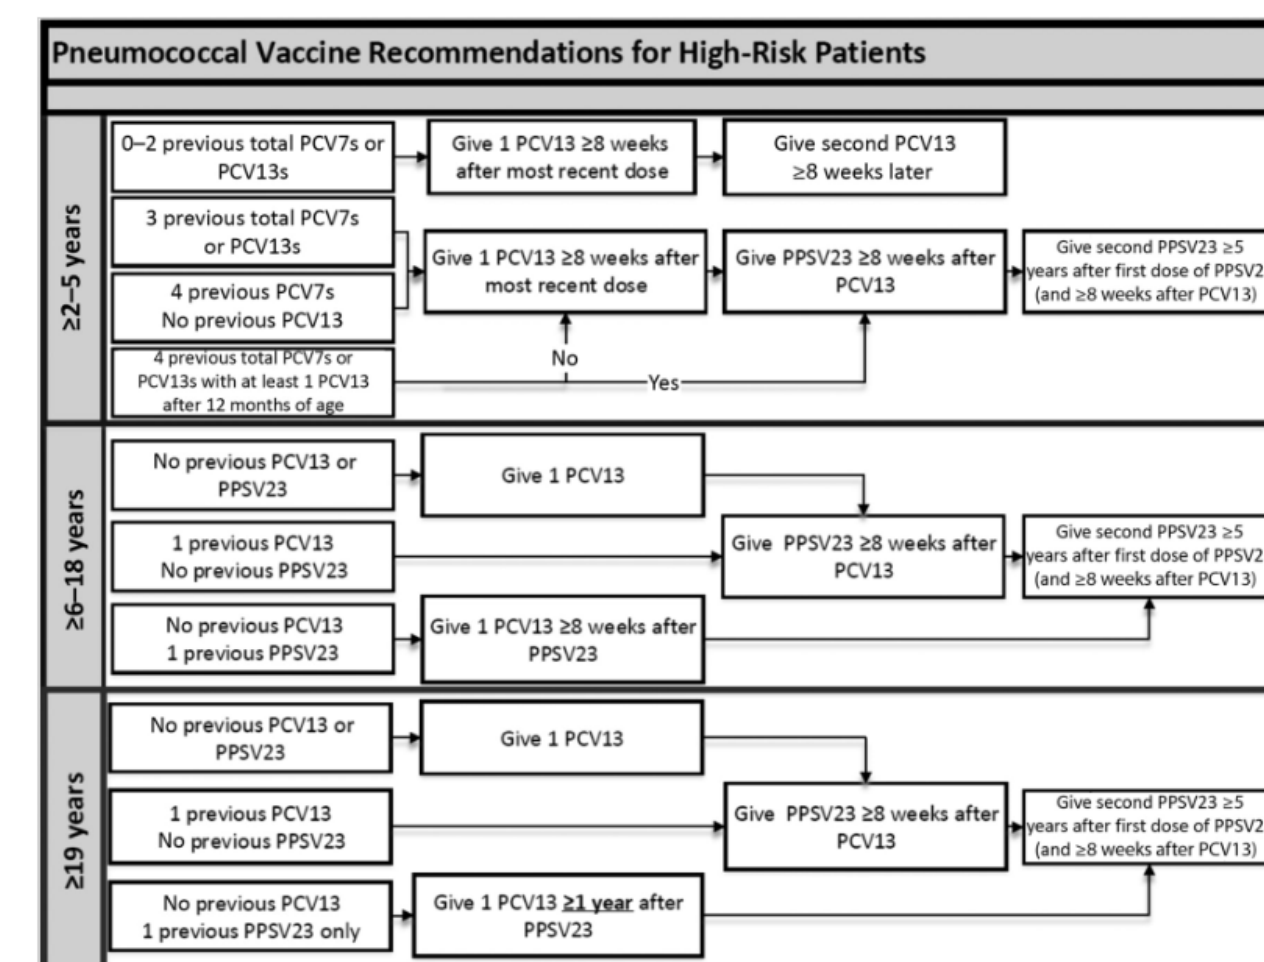 Pneumococcal Vaccine Recommendations for High-Risk Patients
≥2–5 years
0–2 previous total PCV7s or
PCV13s
Give 1 PCV13 ≥8 weeks
after most recent dose
Give second PCV13
≥8 weeks later
3 previous total PCV7s
or PCV13s
4 previous PCV7s
No previous PCV13
Give 1 PCV13 ≥8 weeks after
most recent dose
Give PPSV23 ≥8 weeks after
PCV13
Give second PPSV23 ≥5
years after first dose of PPSV2
(and ≥8 weeks after PCV13)
4 previous total PCV7s or
PCV13s with at least 1 PCV13
after 12 months of age
No
Yes
≥6–18 years
No previous PCV13 or
PPSV23
Give 1 PCV13
1 previous PCV13
No previous PPSV23
Give PPSV23 ≥8 weeks after
PCV13
Give second PPSV23 ≥5
years after first dose of PPSV2
(and ≥8 weeks after PCV13)
No previous PCV13
1 previous PPSV23
Give 1 PCV13 ≥8 weeks after
PPSV23
≥19 years
No previous PCV13 or
PPSV23
Give 1 PCV13
1 previous PCV13
No previous PPSV23
Give PPSV23 ≥8 weeks after
PCV13
Give second PPSV23 ≥5
years after first dose of PPSV2
(and ≥8 weeks after PCV13)
No previous PCV13
1 previous PPSV23 only
Give 1 PCV13 ≥1 year after
PPSV23